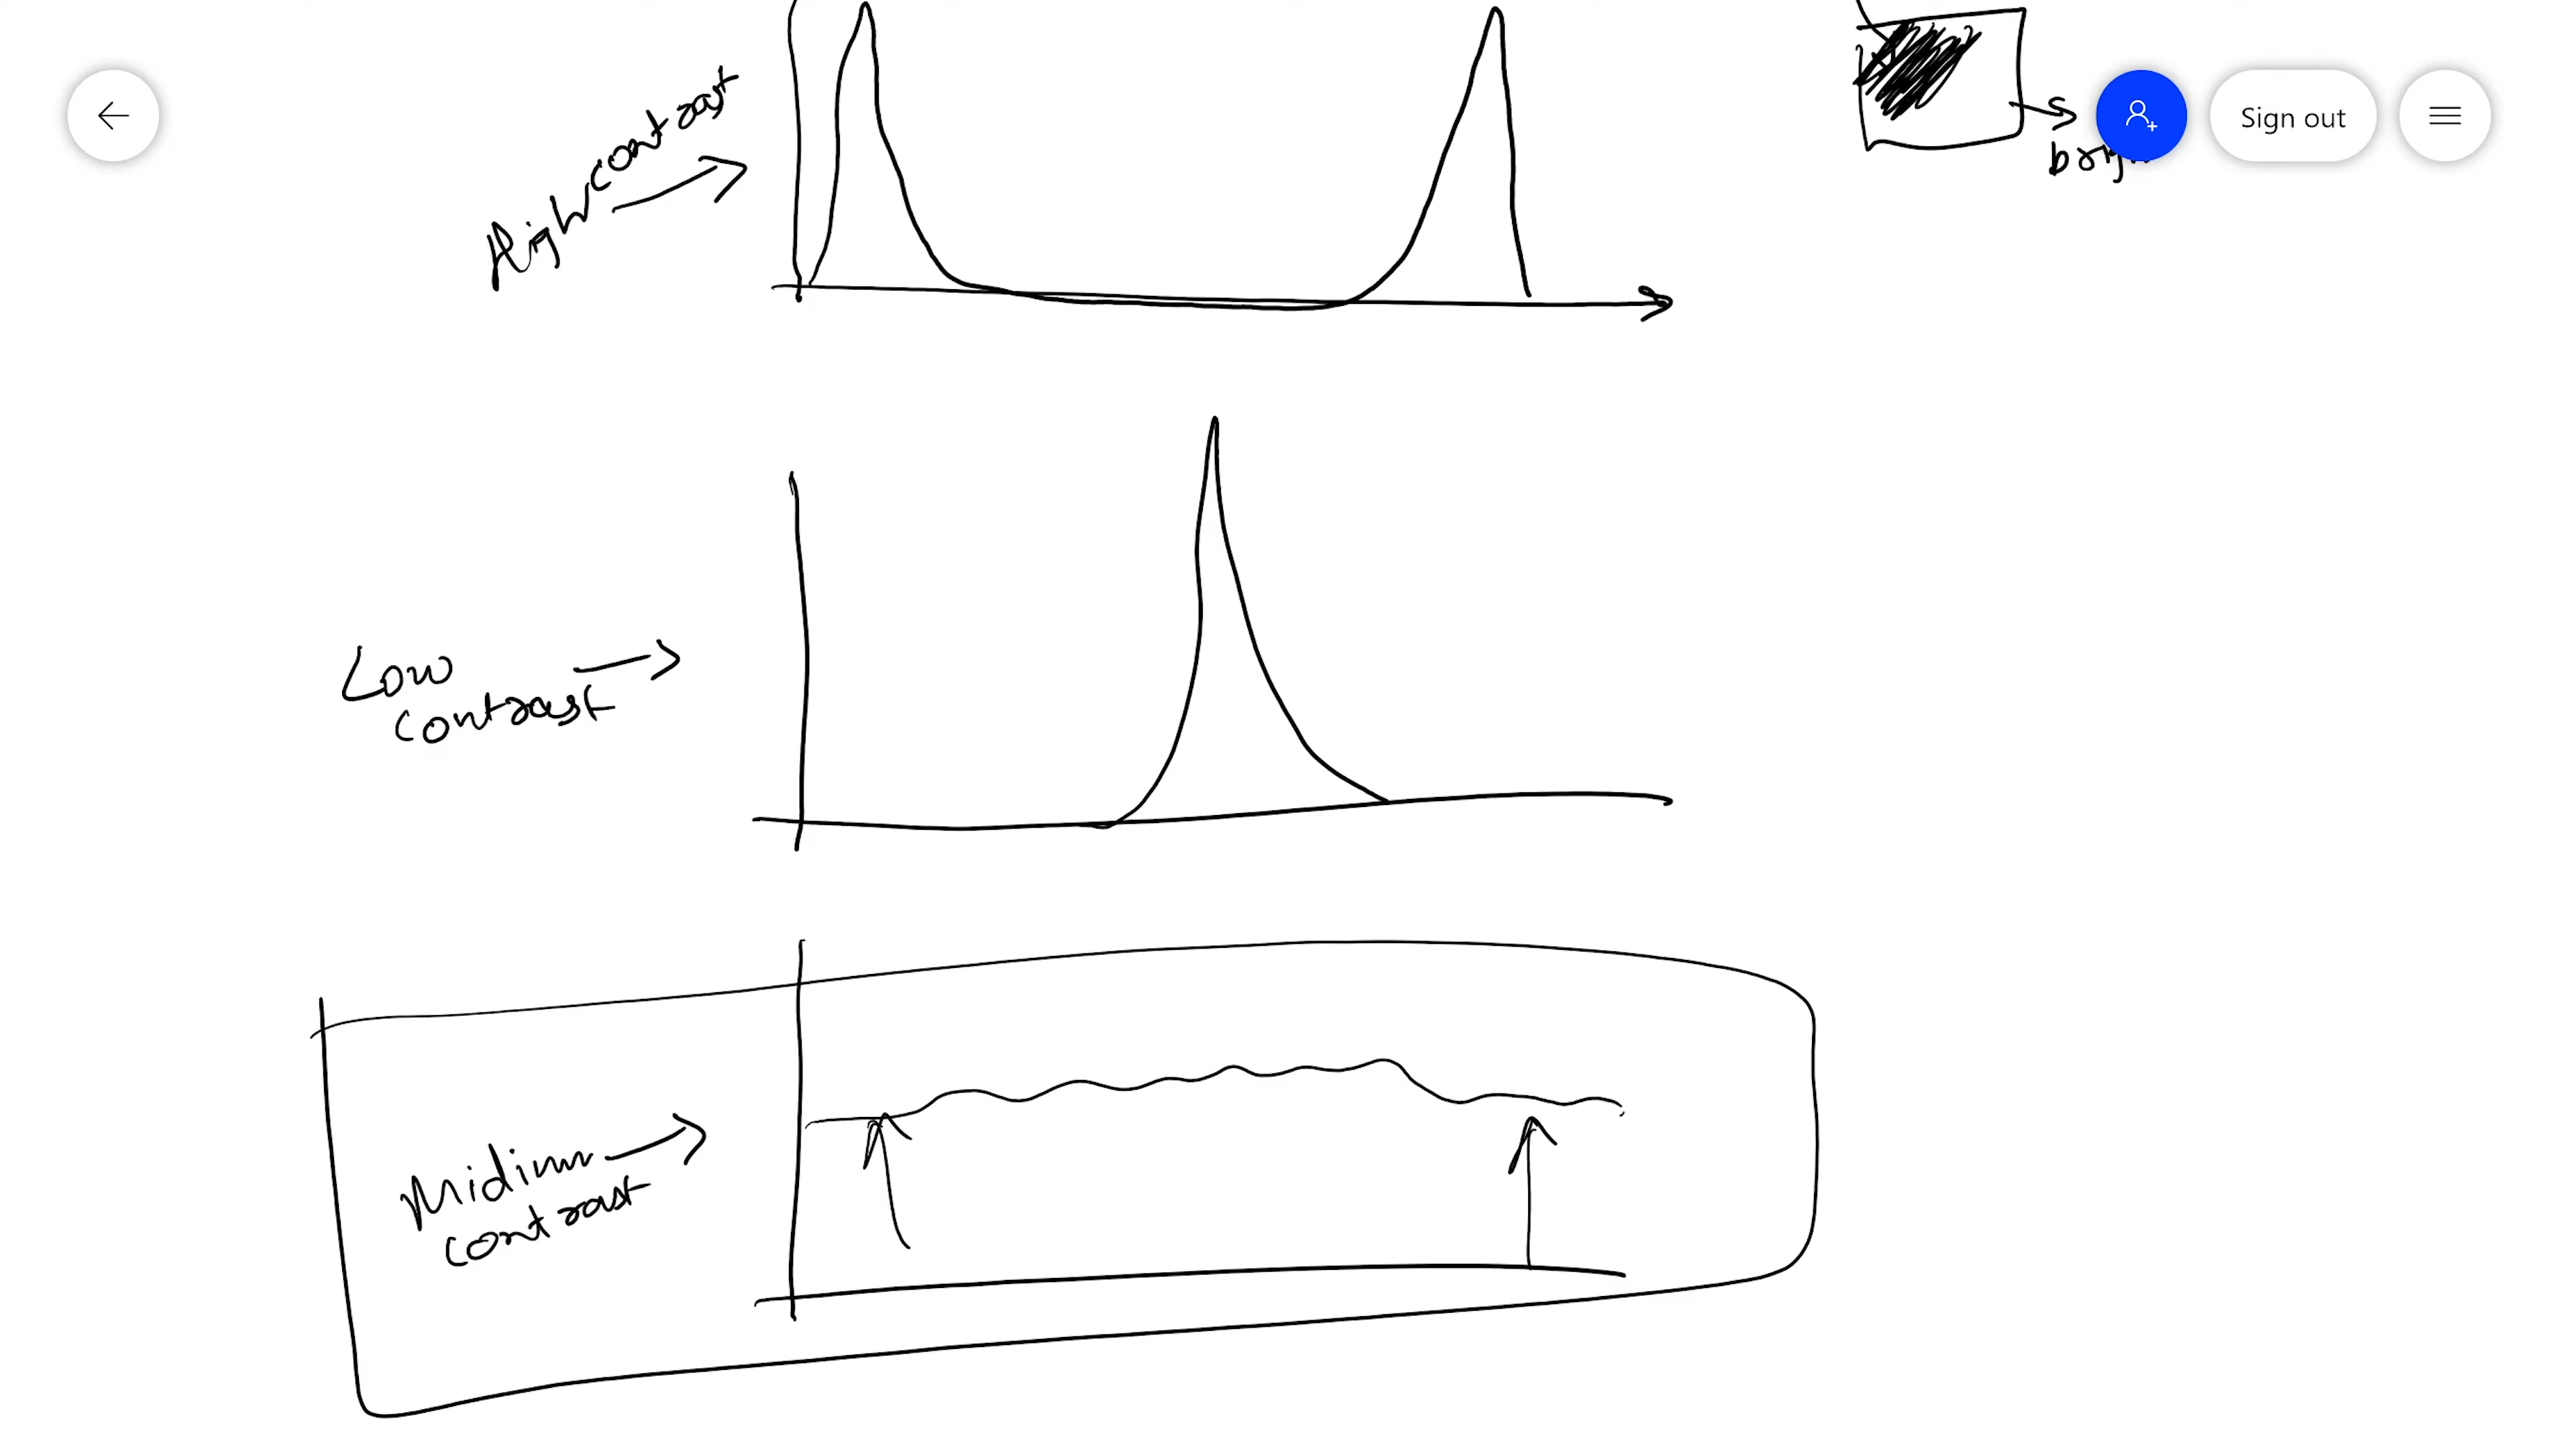 High contrast
Sign out
Low
contrast
Midium
contrast